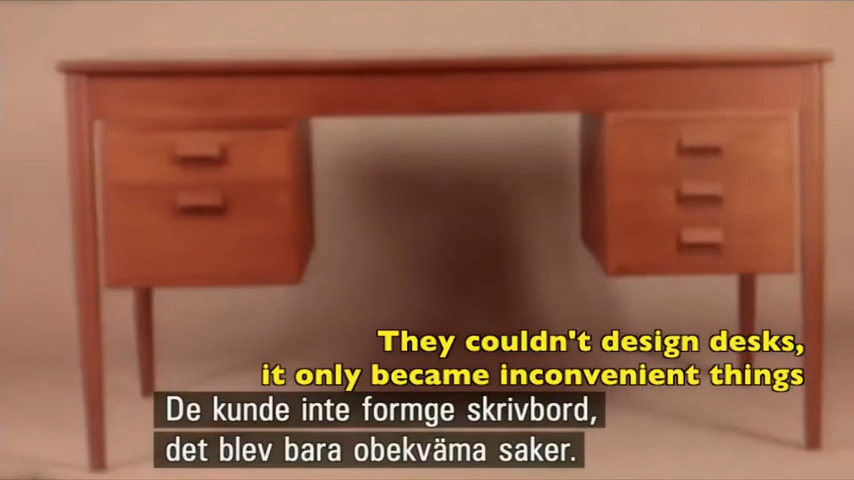 They couldn't design desks,
it only became inconvenient things
De kunde inte formge skrivbord,
det blev bara obekväma saker.